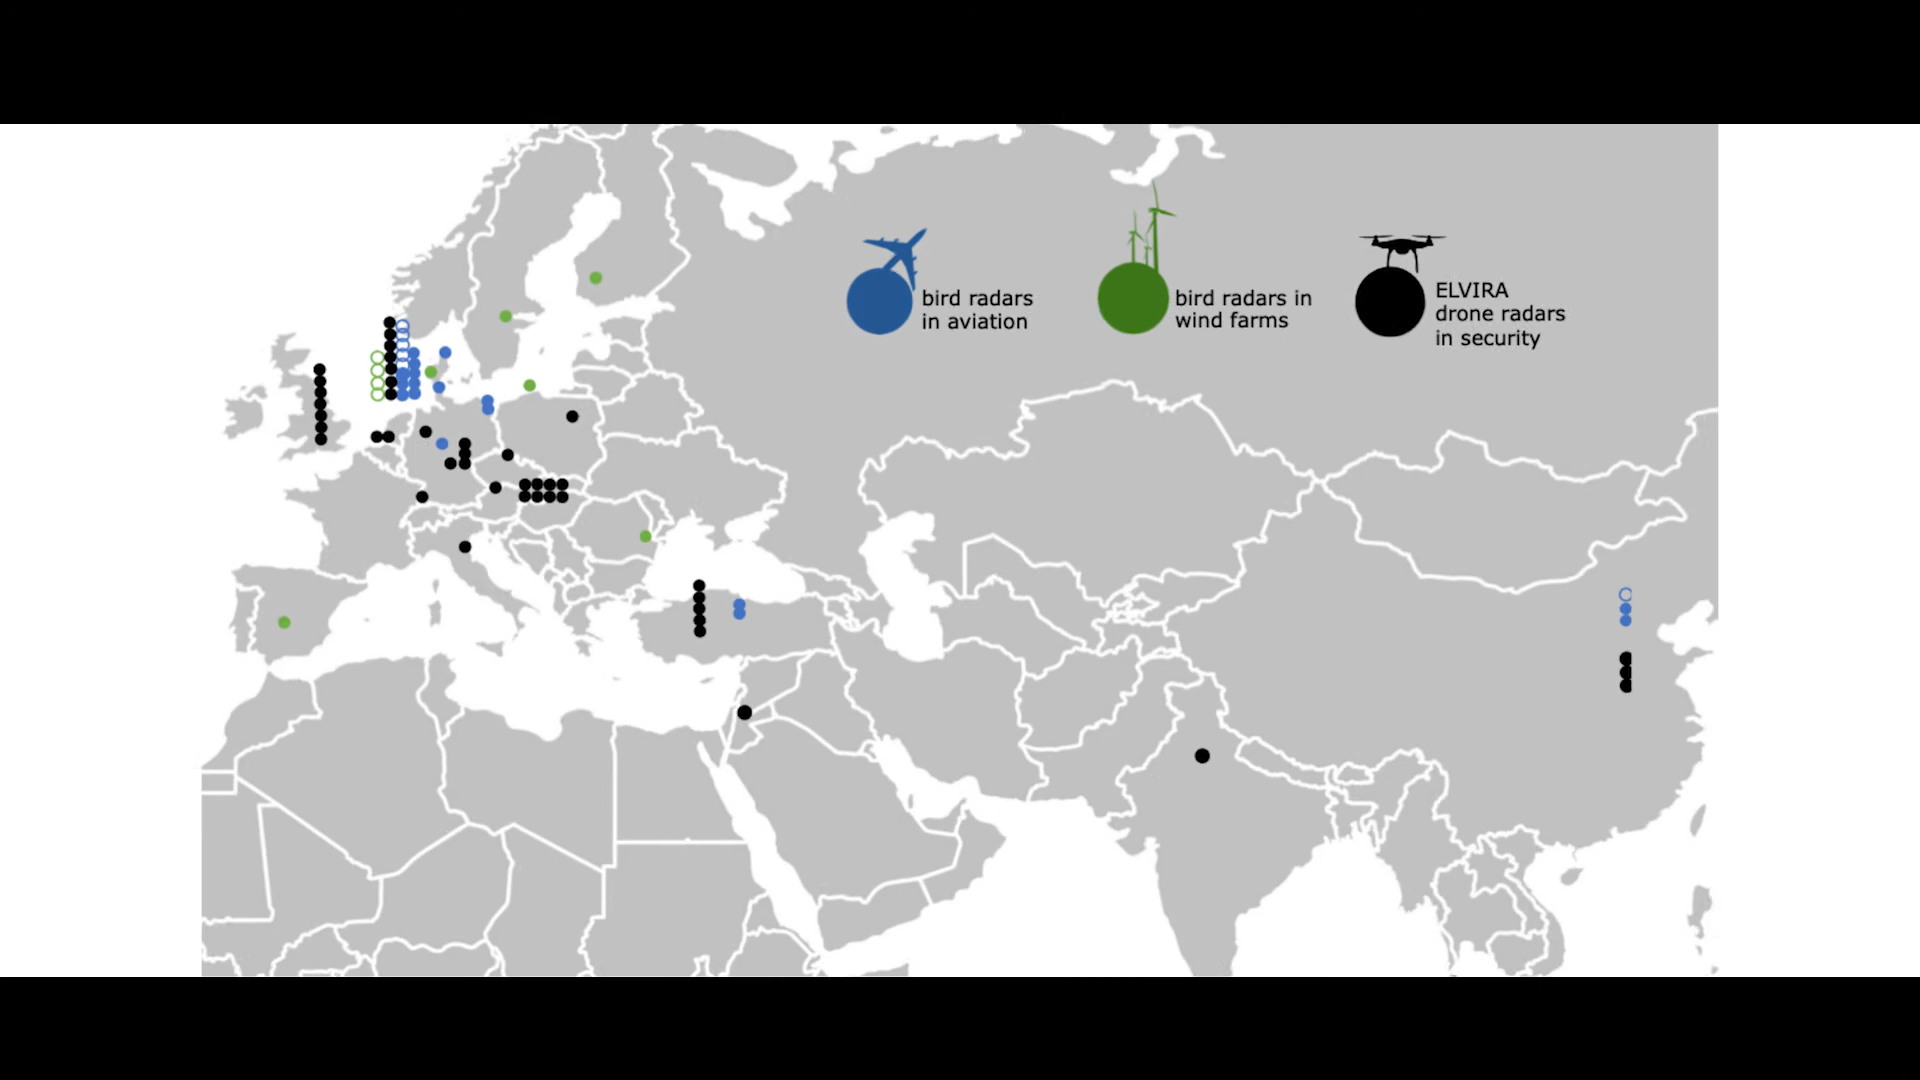 bird radars
in aviation
bird radars in
wind farms
ELVIRA
drone radars
in security